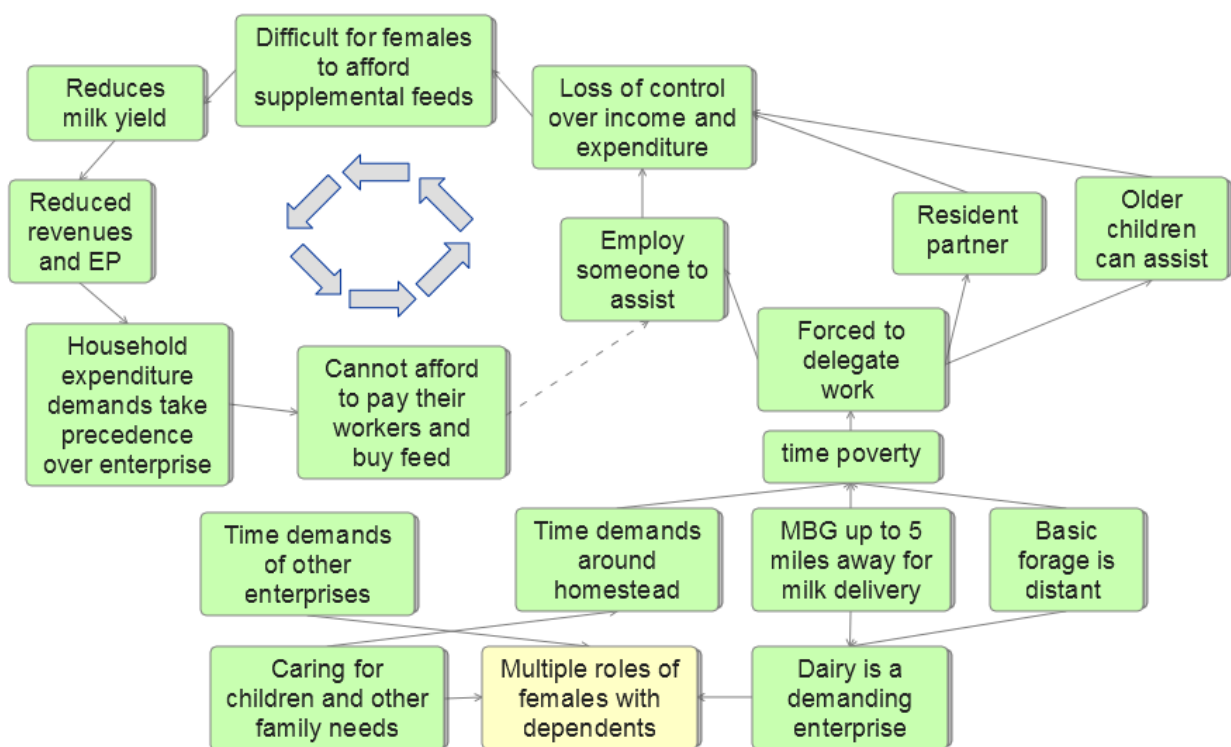 Difficult for females
to afford
supplemental feeds
Reduces
milk yield
Loss of control
over income and
expenditure
Reduced
revenues
and EP
Employ
someone to
assist
Resident
partner
Older
children
can assist
Household
expenditure
demands take
precedence
over enterprise
Cannot afford
to pay their
workers and
buy feed
Forced to
delegate
work
time poverty
Time demands
of other
enterprises
Time demands
around
homestead
MBG up to 5
miles away for
milk delivery
Basic
forage is
distant
Caring for
children and other
family needs
Multiple roles of
females with
dependents
Dairy is a
demanding
enterprise